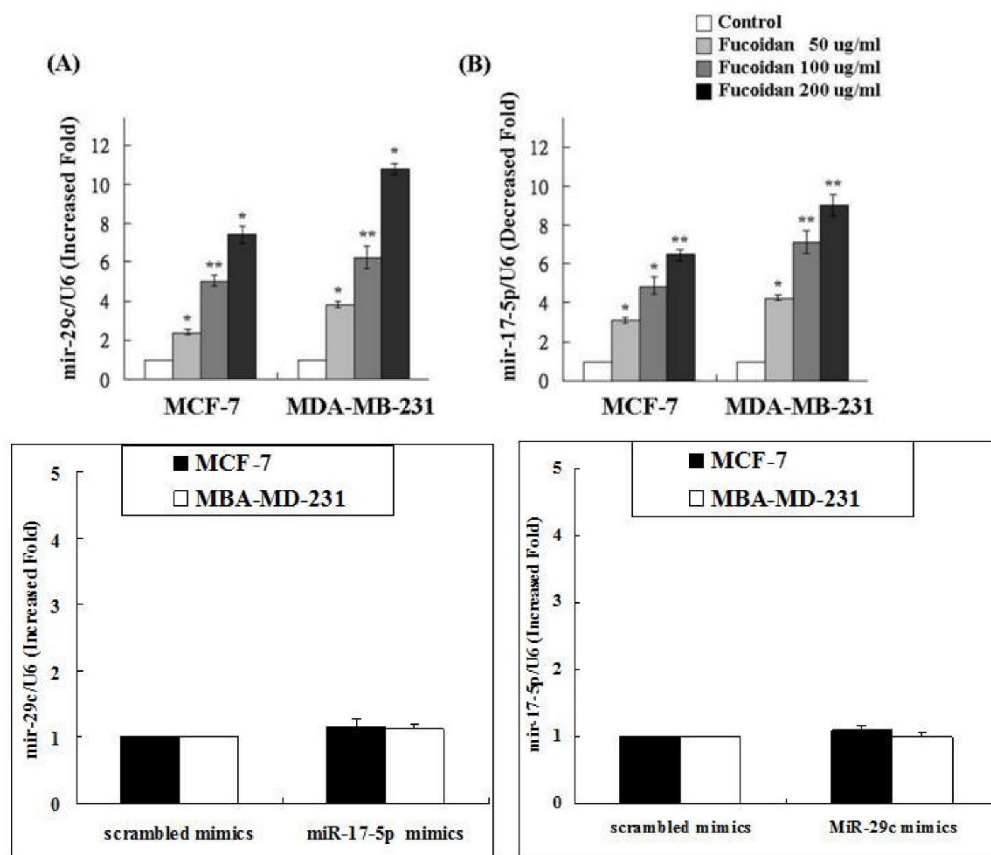 Control
Fucoidan 50 ug/ml
Fucoidan 100 ug/ml
Fucoidan 200 ug/ml
(A)
mir-29c/U6 (Increased Fold)
12
10
8
6
4
2
0
* ** *
* ** *
MCF-7 MDA-MB-231
(B)
mir-17-5p/U6 (Decreased Fold)
12
10
8
6
4
2
0
* * **
* ** **
MCF-7 MDA-MB-231
MCF-7
MBA-MD-231
mir-29c/U6 (Increased Fold)
5
4
3
2
1
0
scrambled mimics miR-17-5p mimics
MCF-7
MBA-MD-231
mir-17-5p/U6 (Increased Fold)
5
4
3
2
1
0
scrambled mimics MiR-29c mimics